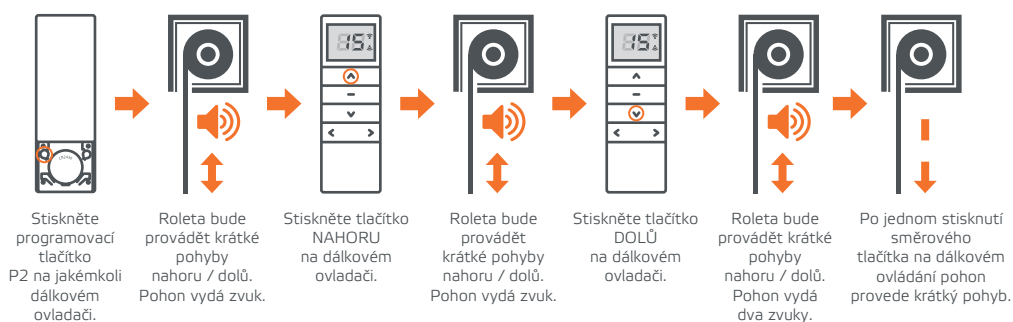 15
15
Stiskněte
programovací
tlačítko
P2 na jakémkoli
dálkovém
ovladači.
Roleta bude
provádět krátké
pohyby
nahoru / dolů.
Pohon vydá zvuk.
Stiskněte tlačítko
NAHORU
na dálkovém
ovladači.
Roleta bude
provádět
krátké pohyby
nahoru / dolů.
Pohon vydá zvuk.
Stiskněte tlačítko
DOLŮ
na dálkovém
ovladači.
Roleta bude
provádět krátké
pohyby
nahoru / dolů.
Pohon vydá
dva zvuky.
Po jednom stisknutí
směrového
tlačítka na dálkovém
ovládání pohon
provede krátký pohyb.